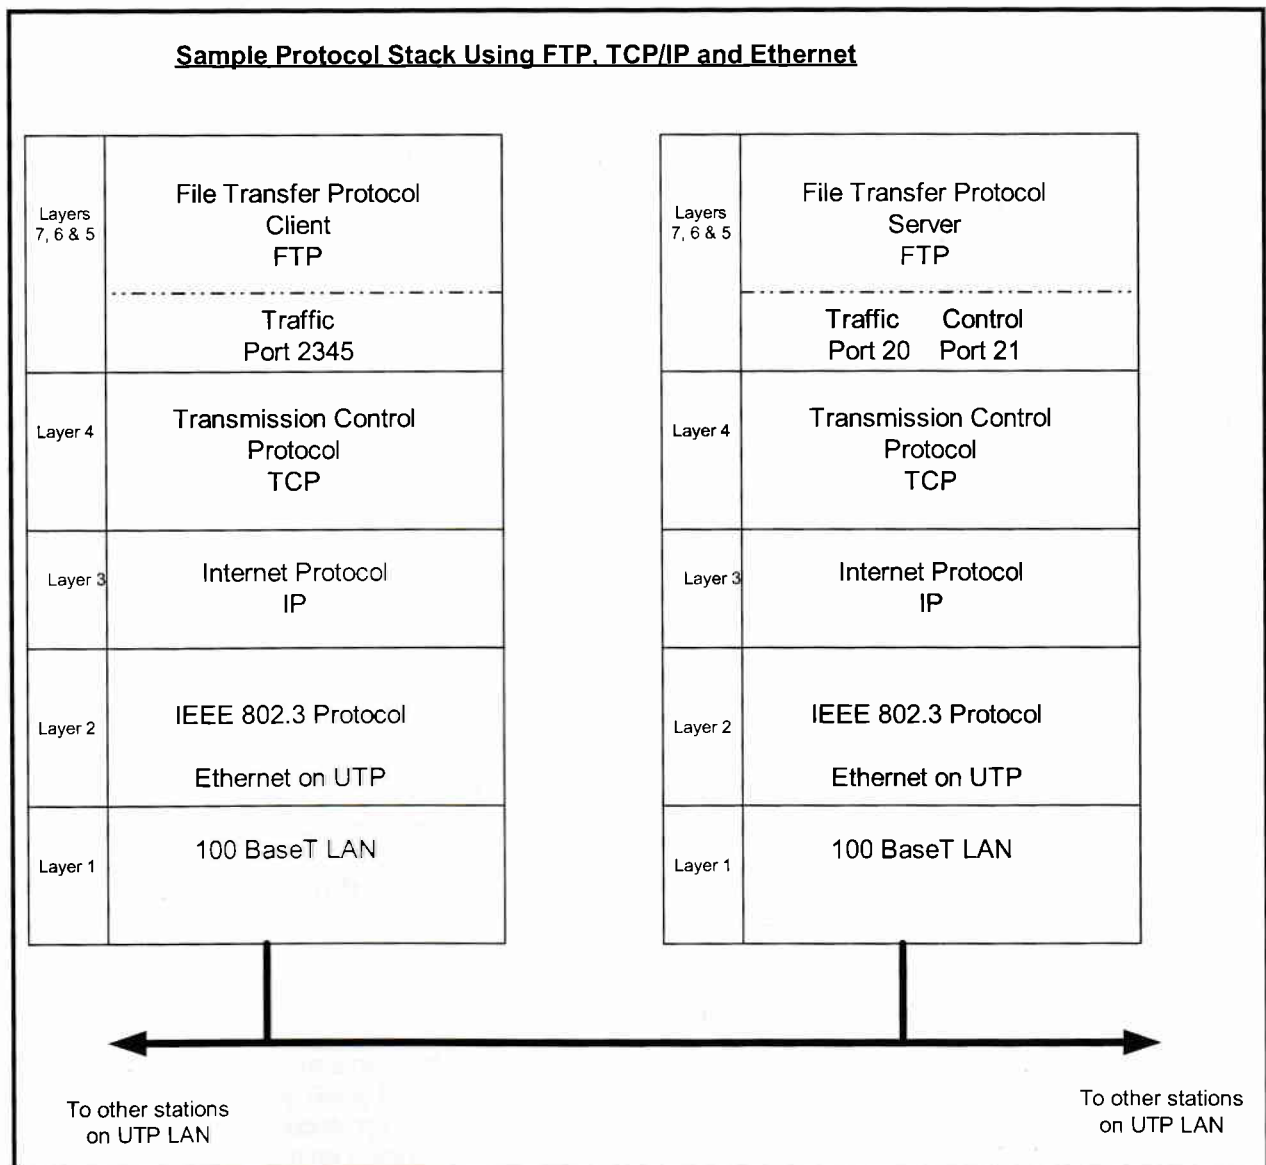 Sample Protocol Stack Using FTP, TCP/IP and Ethernet
Layers
7, 6 & 5
File Transfer Protocol
Client
FTP
Traffic
Port 2345
Layer 4
Transmission Control
Protocol
TCP
Layer 3
Internet Protocol
IP
Layer 2
IEEE 802.3 Protocol
Ethernet on UTP
Layer 1
100 BaseT LAN
To other stations
on UTP LAN
Layers
7, 6 & 5
File Transfer Protocol
Server
FTP
Traffic Control
Port 20 Port 21
Layer 4
Transmission Control
Protocol
TCP
Layer 3
Internet Protocol
IP
Layer 2
IEEE 802.3 Protocol
Ethernet on UTP
Layer 1
100 BaseT LAN
To other stations
on UTP LAN